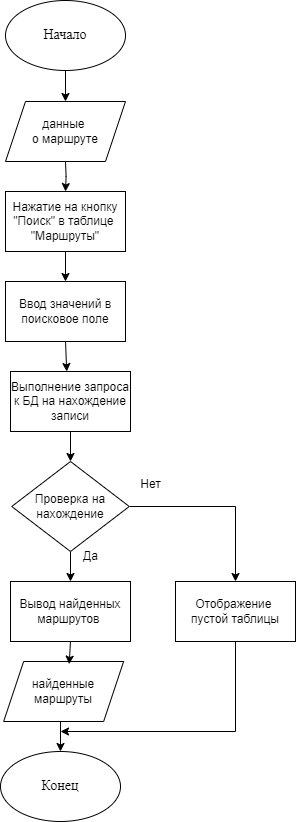 Начало
данные
о маршруте
Нажатие на кнопку
"Поиск" в таблице
"Маршруты"
Ввод значений в
поисковое поле
Выполнение запроса
к БД на нахождение
записи
Нет
Проверка на
нахождение
Да
Вывод найденных
маршрутов
Отображение
пустой таблицы
найденные
маршруты
Конец